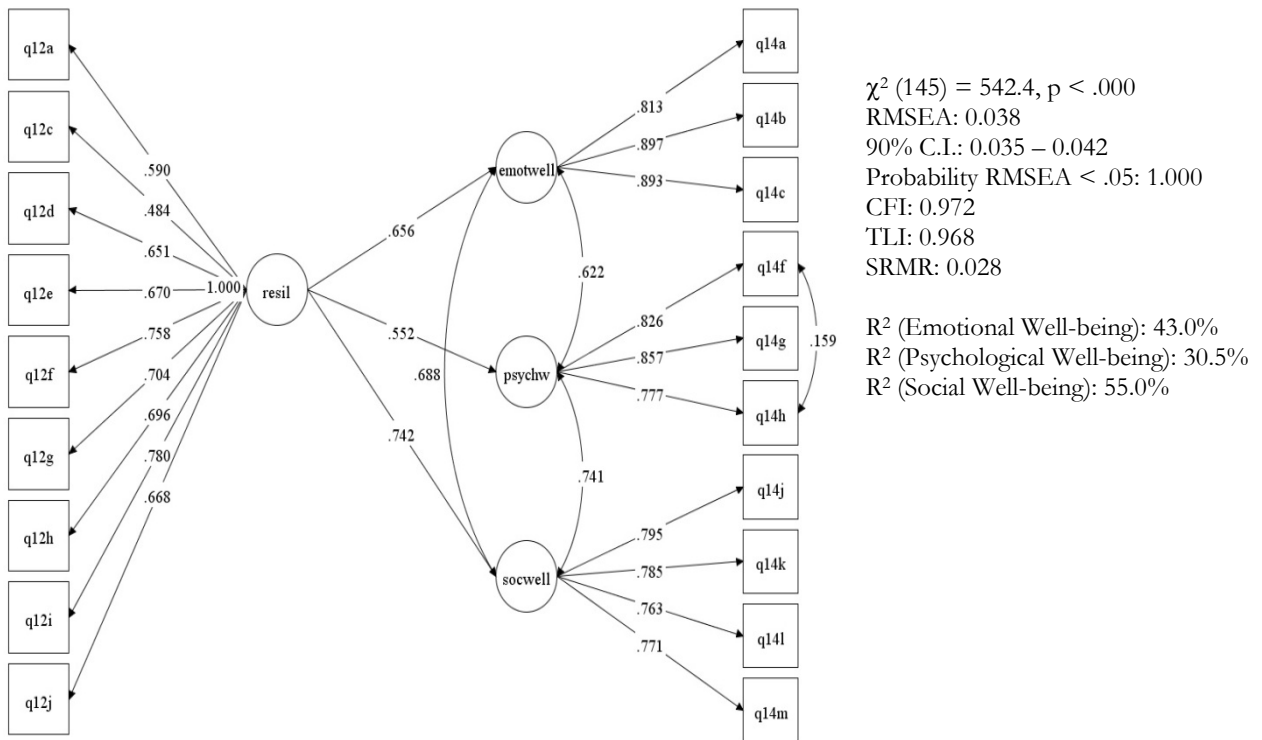 q12a
q12c
q12d
q12e
q12f
q12g
q12h
q12i
q12j
.590
.484
.651
.670
.758
.704
.696
.780
.668
1.000
resil
.656
.552
.742
emotwell
psychw
socwell
.688
.622
.741
.813
.897
.893
.826
.857
.777
.795
.785
.763
.771
q14a
q14b
q14c
q14f
q14g
q14h
q14j
q14k
q14l
q14m
.159
χ² (145) = 542.4, p < .000
RMSEA: 0.038
90% C.I.: 0.035 – 0.042
Probability RMSEA < .05: 1.000
CFI: 0.972
TLI: 0.968
SRMR: 0.028
R² (Emotional Well-being): 43.0%
R² (Psychological Well-being): 30.5%
R² (Social Well-being): 55.0%